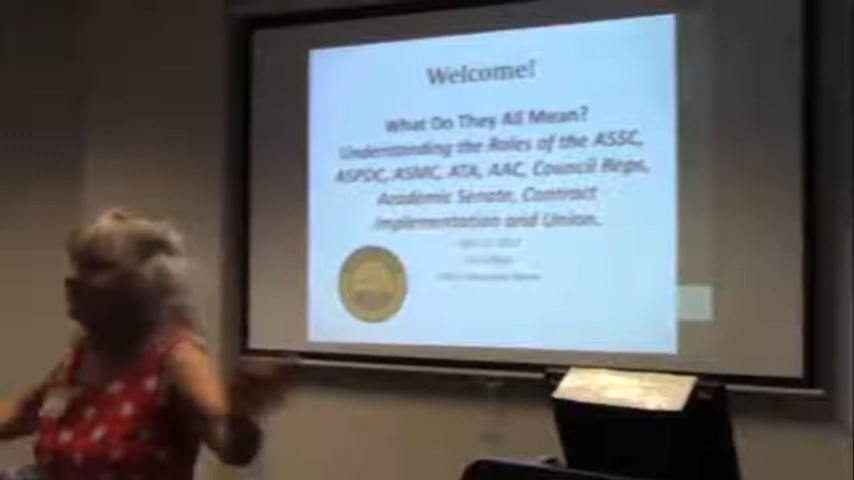 Welcome!
What Do They All Mean?
Understanding the Roles of the ASSC,
ASPDC, ASMC, ATA, AAC, Council Reps,
Academic Senate, Contract
Implementation and Union.